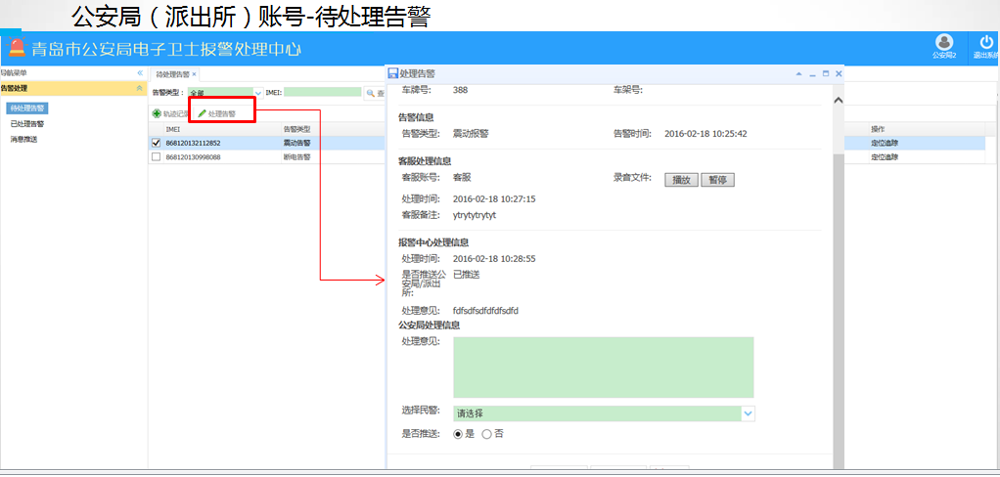 公安局（派出所）账号-待处理告警
青岛市公安局电子卫士报警处理中心
公安局2
退出系统
导航菜单
告警处理
待处理告警
已处理告警
消息推送
待处理告警 ×
告警类型： 全部 IMEI: 查
轨迹记录 处理告警
IMEI 告警类型 操作
868120132112852 震动告警 定位追踪
868120130998088 断电告警 定位追踪
处理告警
车牌号: 388 车架号:
告警信息
告警类型: 震动报警 告警时间: 2016-02-18 10:25:42
客服处理信息
客服账号: 客服 录音文件: 播放 暂停
处理时间: 2016-02-18 10:27:15
客服备注: ytrytytrytyt
报警中心处理信息
处理时间: 2016-02-18 10:28:55
是否推送公 已推送
安局/派出
所:
处理意见: fdfsdfsdfdfdfsdfd
公安局处理信息
处理意见:
选择民警: 请选择
是否推送: 是 否